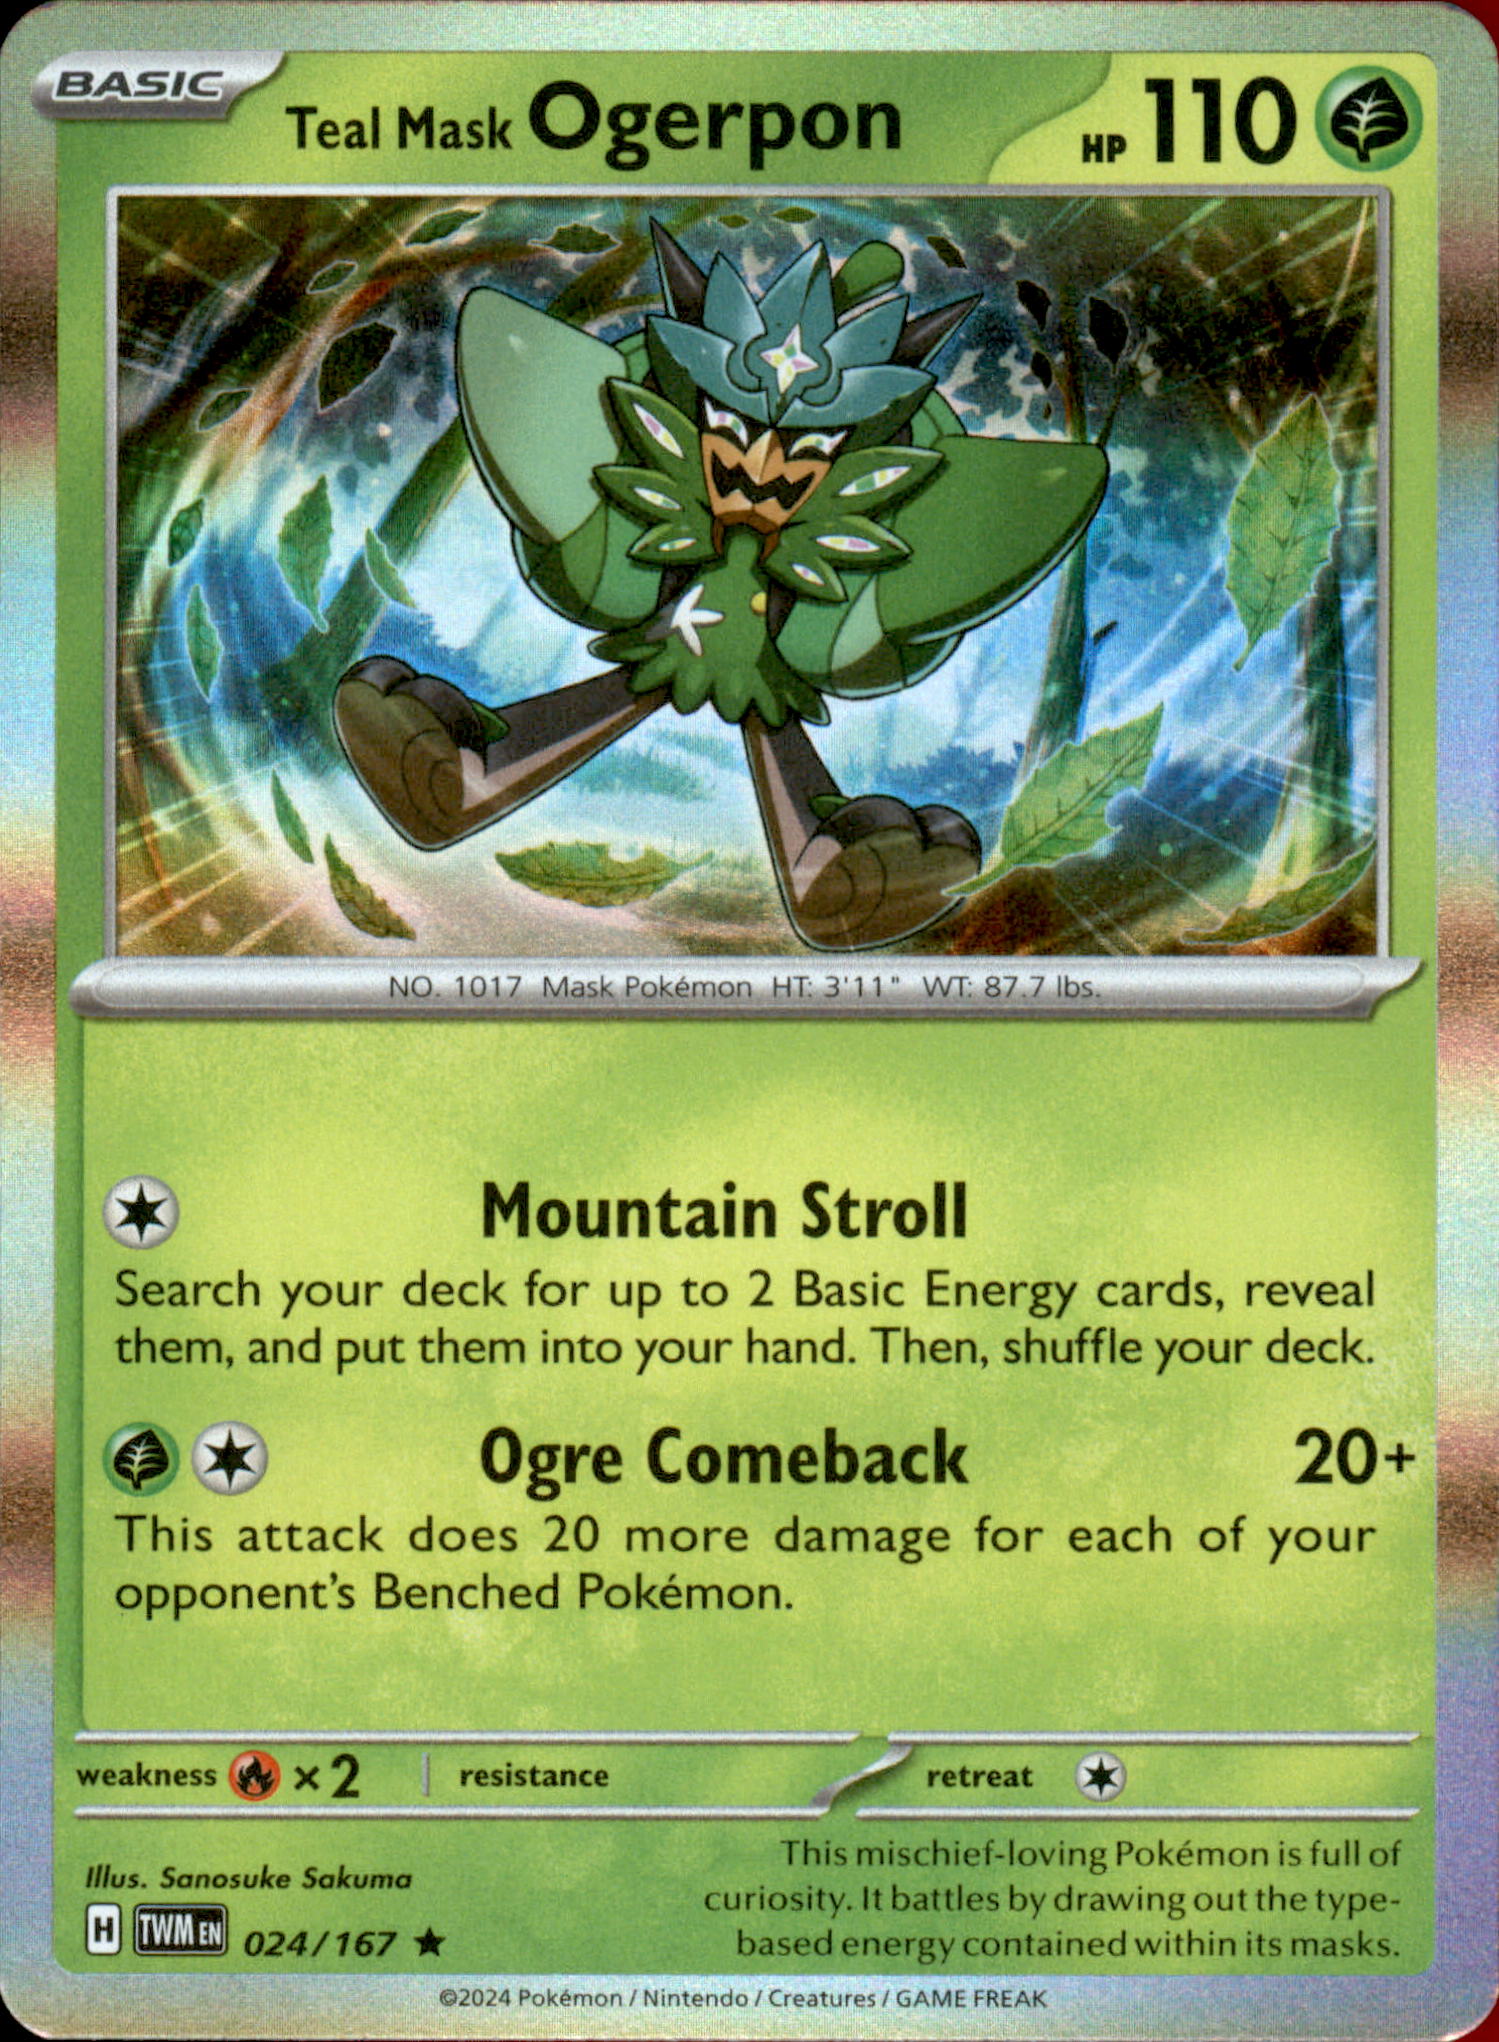 BASIC
Teal Mask Ogerpon HP 110
NO. 1017 Mask Pokémon HT: 3'11" WT: 87.7 lbs.
Mountain Stroll
Search your deck for up to 2 Basic Energy cards, reveal
them, and put them into your hand. Then, shuffle your deck.
Ogre Comeback 20+
This attack does 20 more damage for each of your
opponent's Benched Pokémon.
weakness ×2 resistance retreat
Illus. Sanosuke Sakuma
H TWM EN 024/167 ★
This mischief-loving Pokémon is full of
curiosity. It battles by drawing out the type-
based energy contained within its masks.
©2024 Pokémon / Nintendo / Creatures / GAME FREAK